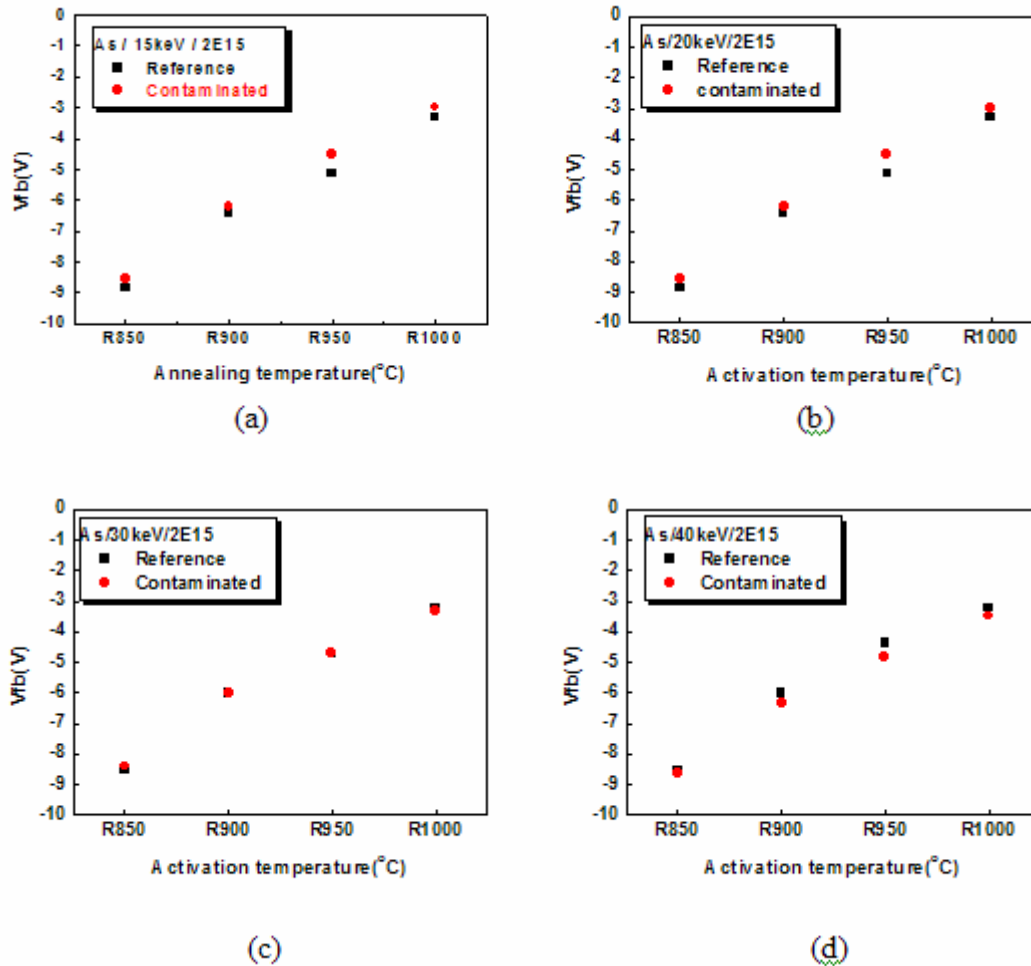 As / 15keV / 2E15
Reference
Contaminated
0
-1
-2
-3
-4
-5
-6
-7
-8
-9
-10
Vfb(V)
R850 R900 R950 R1000
Annealing temperature(°C)
(a)
As/20keV/2E15
Reference
contaminated
0
-1
-2
-3
-4
-5
-6
-7
-8
-9
-10
Vfb(V)
R850 R900 R950 R1000
Activation temperature(°C)
(b)
As/30keV/2E15
Reference
Contaminated
0
-1
-2
-3
-4
-5
-6
-7
-8
-9
-10
Vfb(V)
R850 R900 R950 R1000
Activation temperature(°C)
(c)
As/40keV/2E15
Reference
Contaminated
0
-1
-2
-3
-4
-5
-6
-7
-8
-9
-10
Vfb(V)
R850 R900 R950 R1000
Activation temperature(°C)
(d)